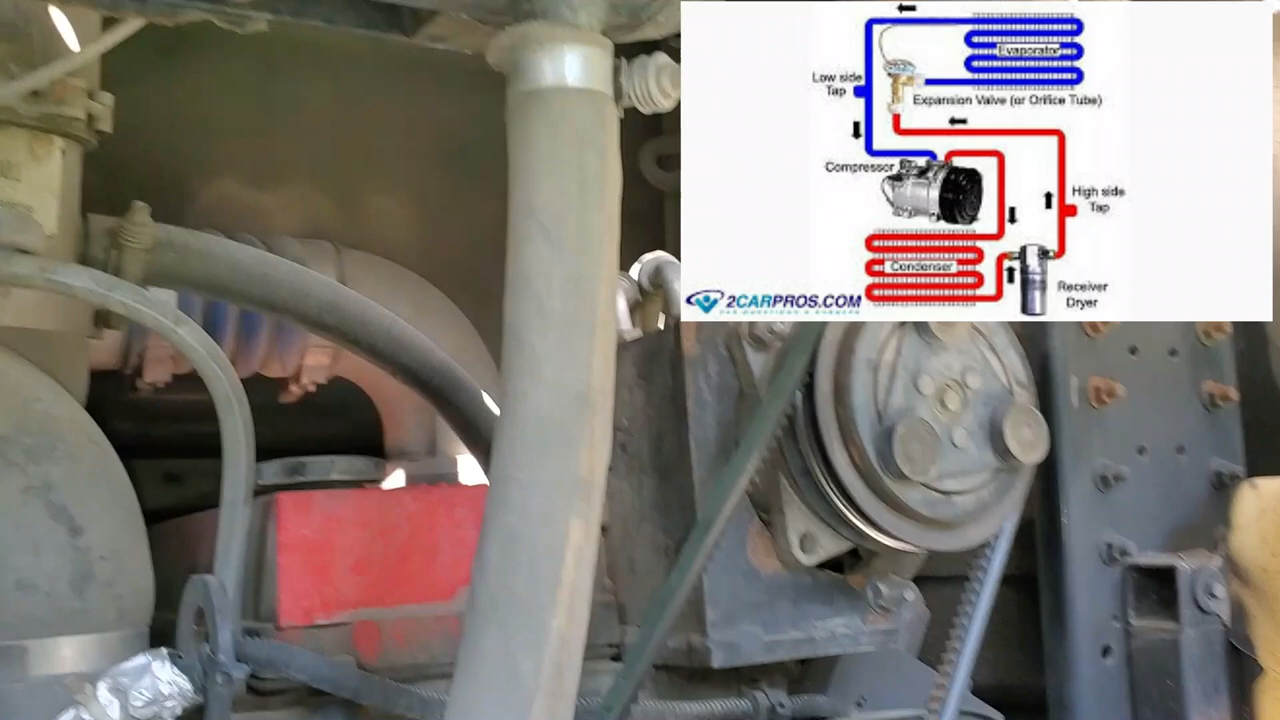 Evaporator
Low side
Tap
Expansion Valve (or Orifice Tube)
Compressor
High side
Tap
Condenser
Receiver
Dryer
2CARPROS.COM